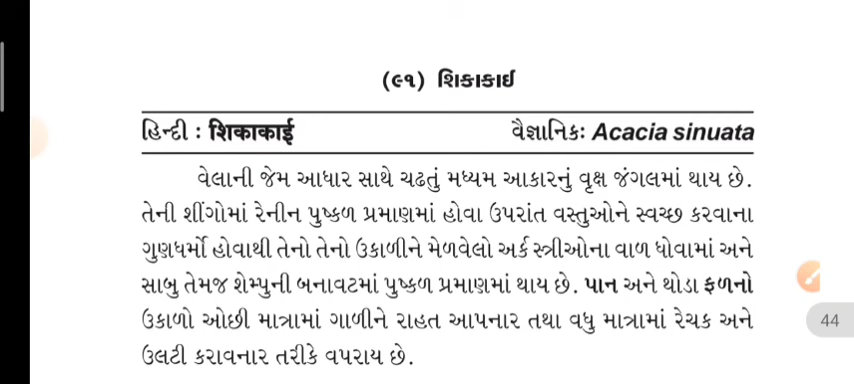 (૯૧) શિકાકાઈ
હિન્દી : शिकाकाई વૈજ્ઞાનિકઃ Acacia sinuata
વેલાની જેમ આધાર સાથે ચઢતું મધ્યમ આકારનું વૃક્ષ જંગલમાં થાય છે.
તેની શીંગોમાં રેનીન પુષ્કળ પ્રમાણમાં હોવા ઉપરાંત વસ્તુઓને સ્વચ્છ કરવાના
ગુણધર્મો હોવાથી તેનો તેનો ઉકાળીને મેળવેલો અર્ક સ્ત્રીઓના વાળ ધોવામાં અને
સાબુ તેમજ શેમ્પુની બનાવટમાં પુષ્કળ પ્રમાણમાં થાય છે. પાન અને થોડા ફળનો
ઉકાળો ઓછી માત્રામાં ગાળીને રાહત આપનાર તથા વધુ માત્રામાં રેચક અને
ઉલટી કરાવનાર તરીકે વપરાય છે.
44